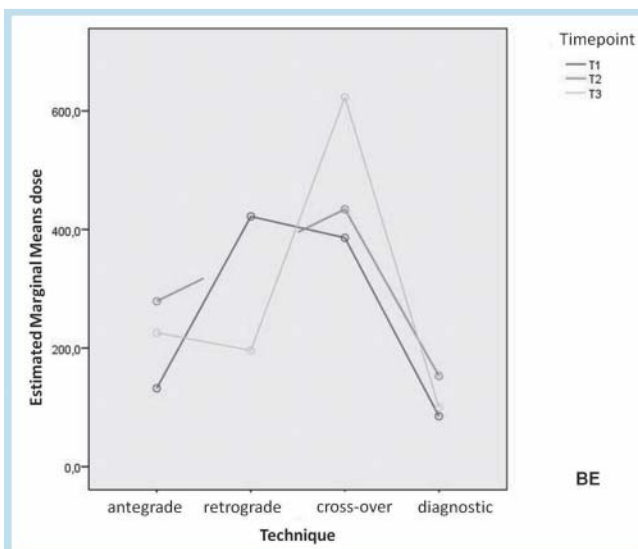 Timepoint
T1
T2
T3
Estimated Marginal Means dose
600,0
400,0
200,0
0,0
antegrade retrograde cross-over diagnostic
Technique
BE